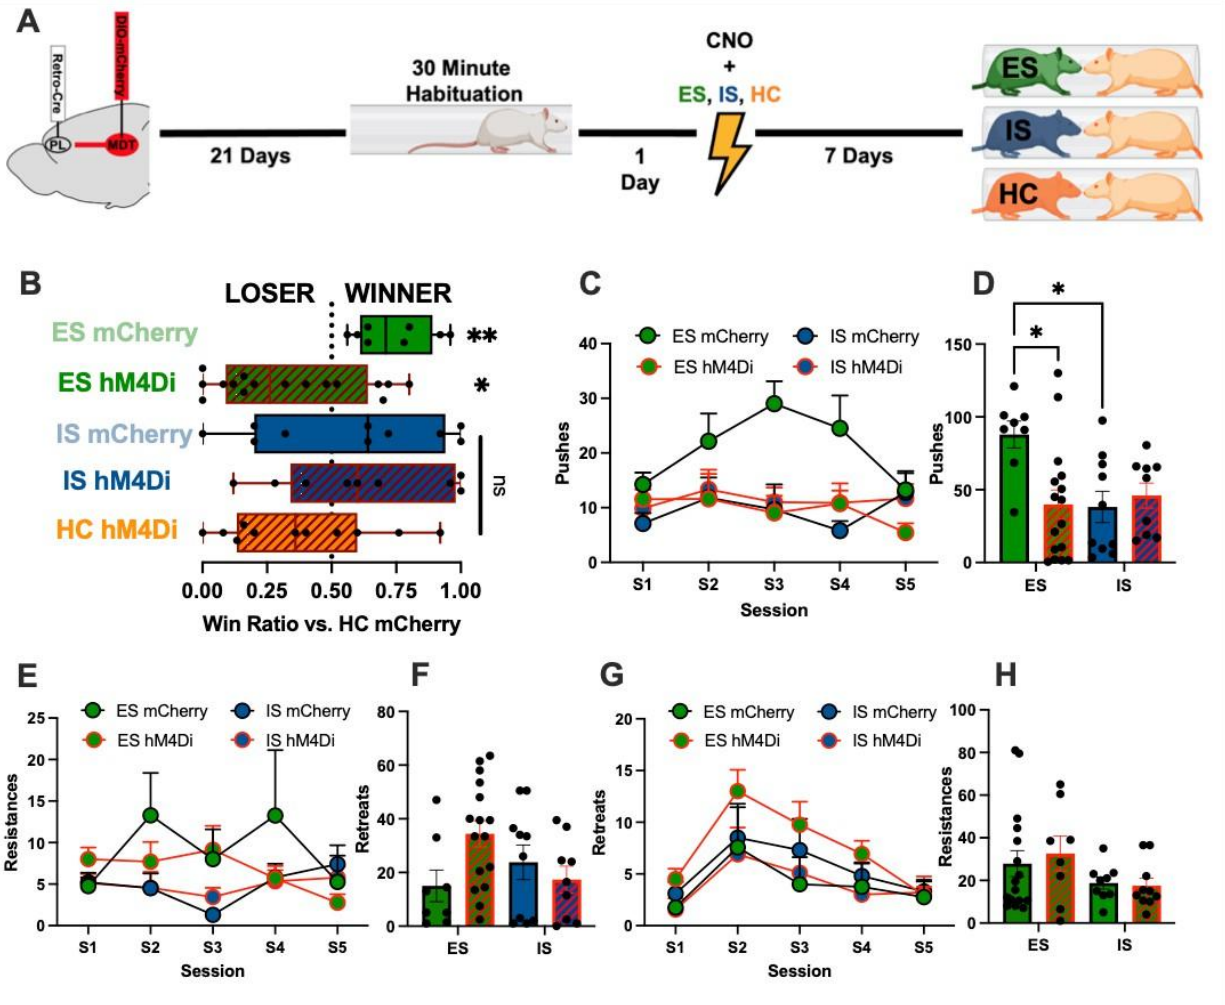 A
Retro-Cre
DIO-mCherry
PL
MDT
21 Days
30 Minute
Habituation
1
Day
CNO
+
ES, IS, HC
7 Days
ES
IS
HC
B
LOSER
WINNER
ES mCherry
**
ES hM4Di
*
IS mCherry
IS hM4Di
ns
HC hM4Di
0.00 0.25 0.50 0.75 1.00
Win Ratio vs. HC mCherry
C
ES mCherry
IS mCherry
ES hM4Di
IS hM4Di
Pushes
40
30
20
10
0
S1 S2 S3 S4 S5
Session
D
*
*
Pushes
150
100
50
0
ES IS
E
ES mCherry
IS mCherry
ES hM4Di
IS hM4Di
Resistances
25
20
15
10
5
0
S1 S2 S3 S4 S5
Session
F
Retreats
80
60
40
20
0
ES IS
G
ES mCherry
IS mCherry
ES hM4Di
IS hM4Di
Retreats
20
15
10
5
0
S1 S2 S3 S4 S5
Session
H
Resistances
100
80
60
40
20
0
ES IS